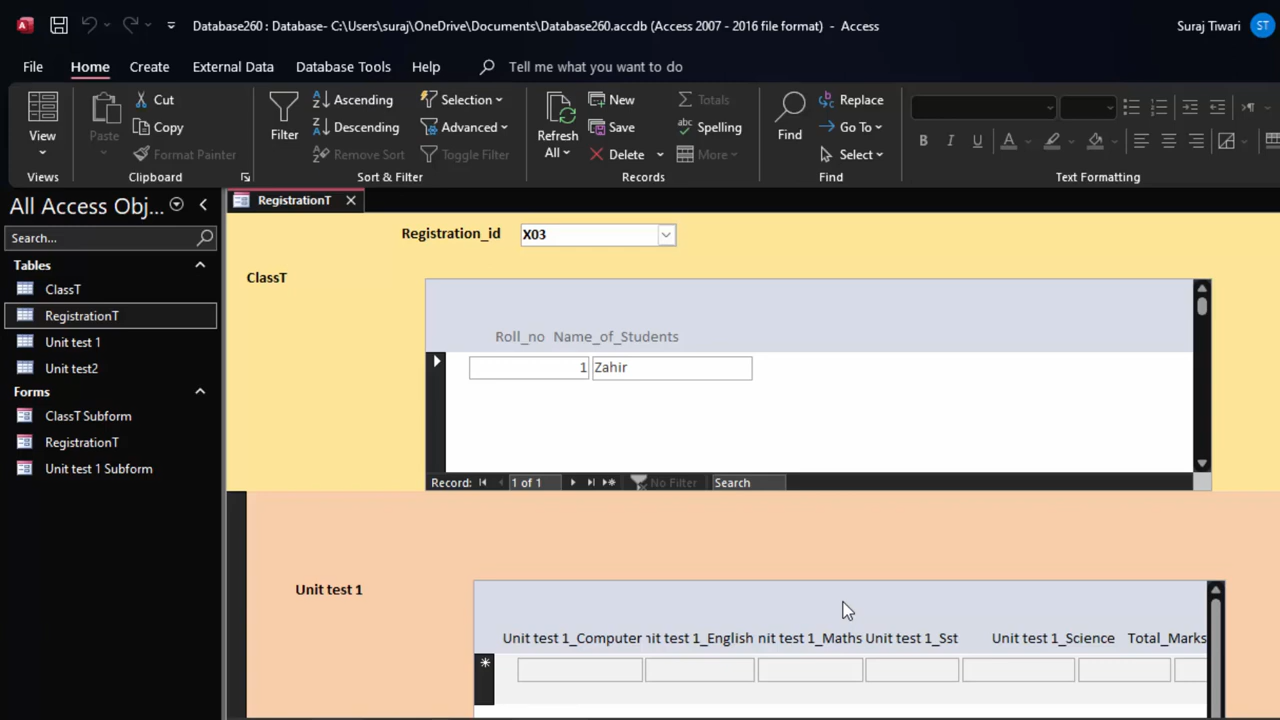 Database260 : Database- C:\Users\suraj\OneDrive\Documents\Database260.accdb (Access 2007 - 2016 file format) - Access
Suraj Tiwari
ST
File Home Create External Data Database Tools Help Tell me what you want to do
View
Views
Paste
Cut
Copy
Format Painter
Clipboard
Filter
Ascending
Descending
Remove Sort
Selection
Advanced
Toggle Filter
Sort & Filter
Refresh
All
New
Save
Delete
Totals
Spelling
More
Records
Find
Replace
Go To
Select
Find
B I U A
Text Formatting
All Access Obj...
Search...
Tables
ClassT
RegistrationT
Unit test 1
Unit test2
Forms
ClassT Subform
RegistrationT
Unit test 1 Subform
RegistrationT
Registration_id X03
ClassT
Roll_no Name_of_Students
1 Zahir
Record: 1 of 1 No Filter Search
Unit test 1
Unit test 1_Computer nit test 1_English nit test 1_Maths Unit test 1_Sst Unit test 1_Science Total_Marks